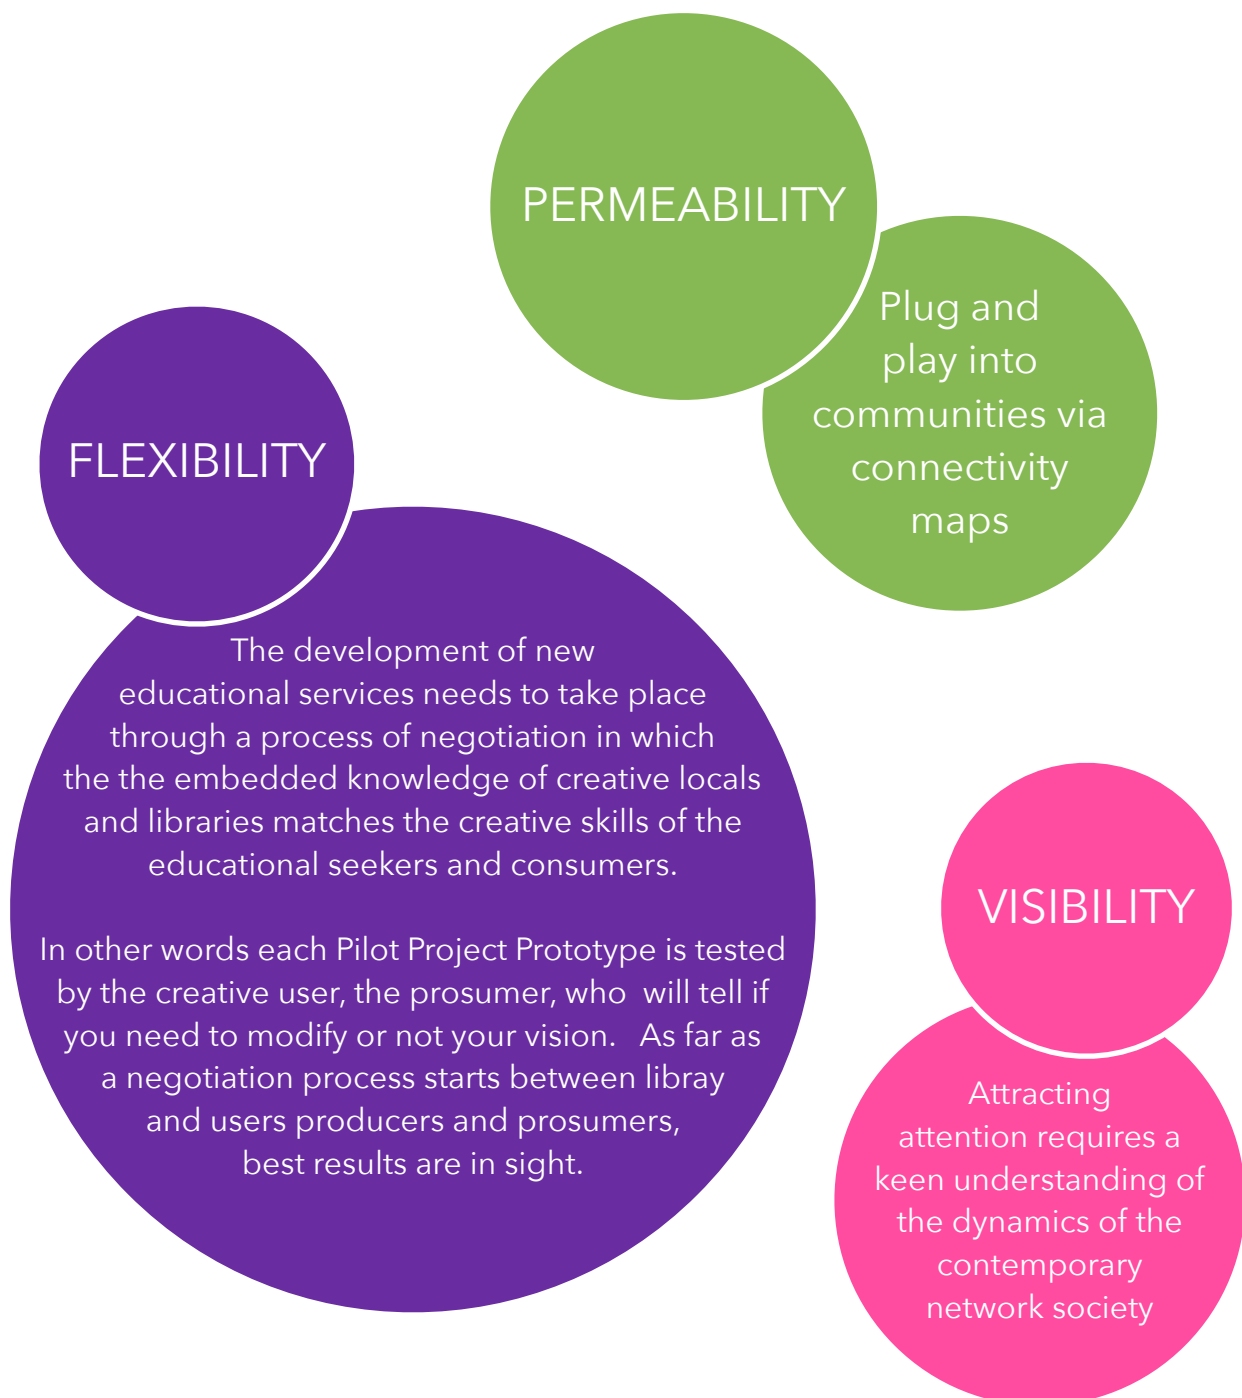 PERMEABILITY
Plug and
play into
communities via
connectivity
maps
FLEXIBILITY
The development of new
educational services needs to take place
through a process of negotiation in which
the the embedded knowledge of creative locals
and libraries matches the creative skills of the
educational seekers and consumers.
In other words each Pilot Project Prototype is tested
by the creative user, the prosumer, who  will tell if
you need to modify or not your vision.   As far as
a negotiation process starts between libray
and users producers and prosumers,
best results are in sight.
VISIBILITY
Attracting
attention requires a
keen understanding of
the dynamics of the
contemporary
network society